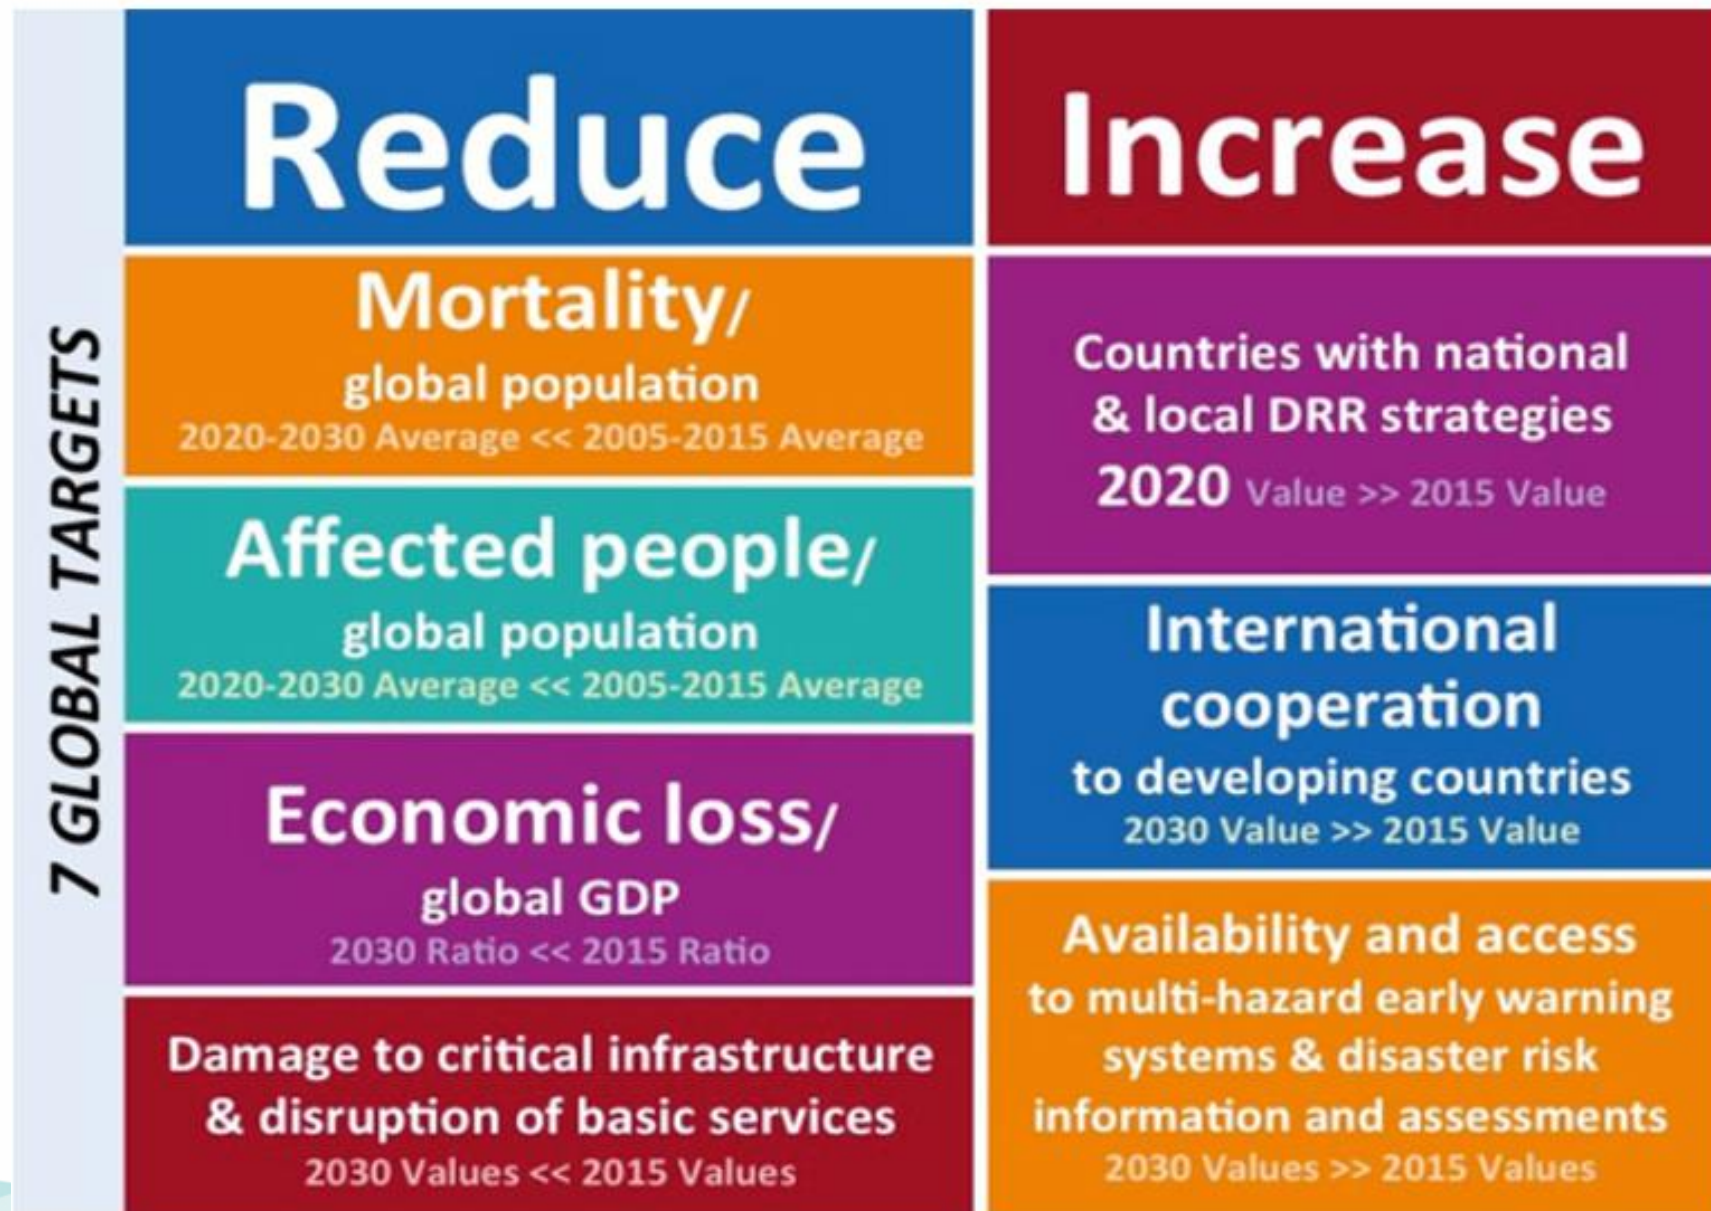 7 GLOBAL TARGETS
Reduce
Mortality/
global population
2020-2030 Average << 2005-2015 Average
Affected people/
global population
2020-2030 Average << 2005-2015 Average
Economic loss/
global GDP
2030 Ratio << 2015 Ratio
Damage to critical infrastructure
& disruption of basic services
2030 Values << 2015 Values
Increase
Countries with national
& local DRR strategies
2020 Value >> 2015 Value
International
cooperation
to developing countries
2030 Value >> 2015 Value
Availability and access
to multi-hazard early warning
systems & disaster risk
information and assessments
2030 Values >> 2015 Values